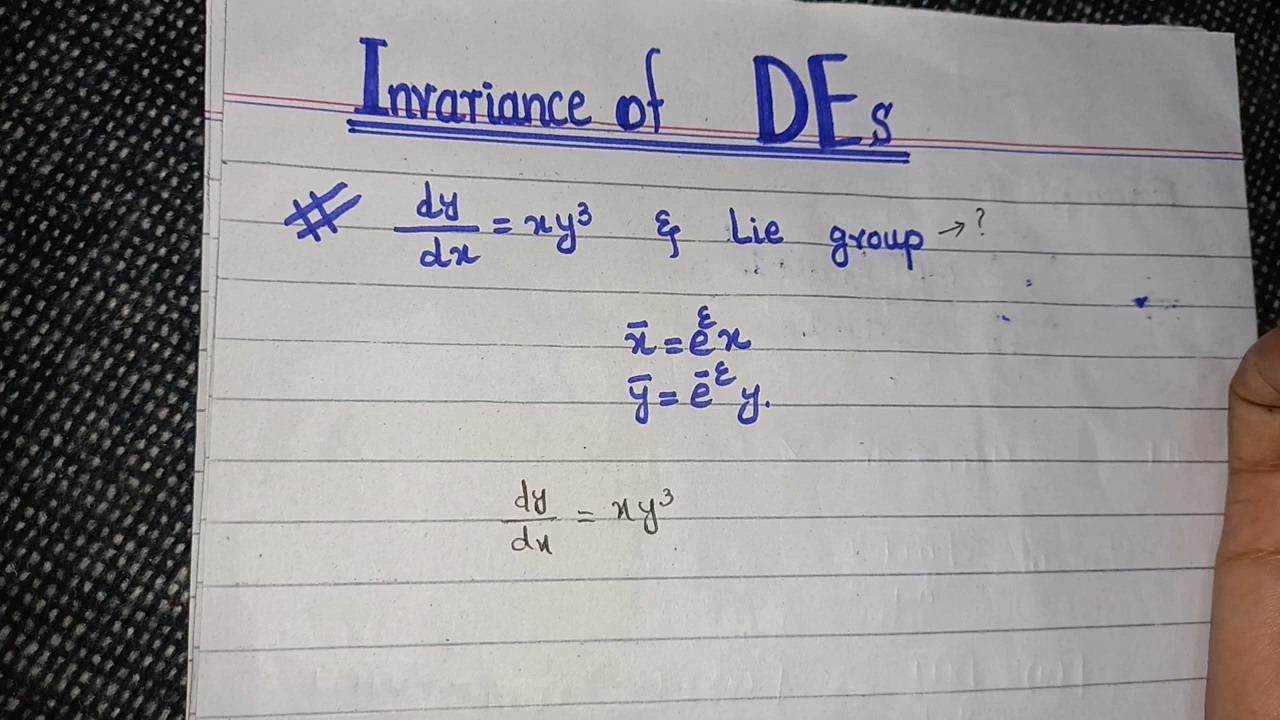 Invariance of DEs
# dy/dx = xy³ & Lie group → ?
x̄ = e^ε x
ȳ = e^-ε y.
dy/dx = xy³